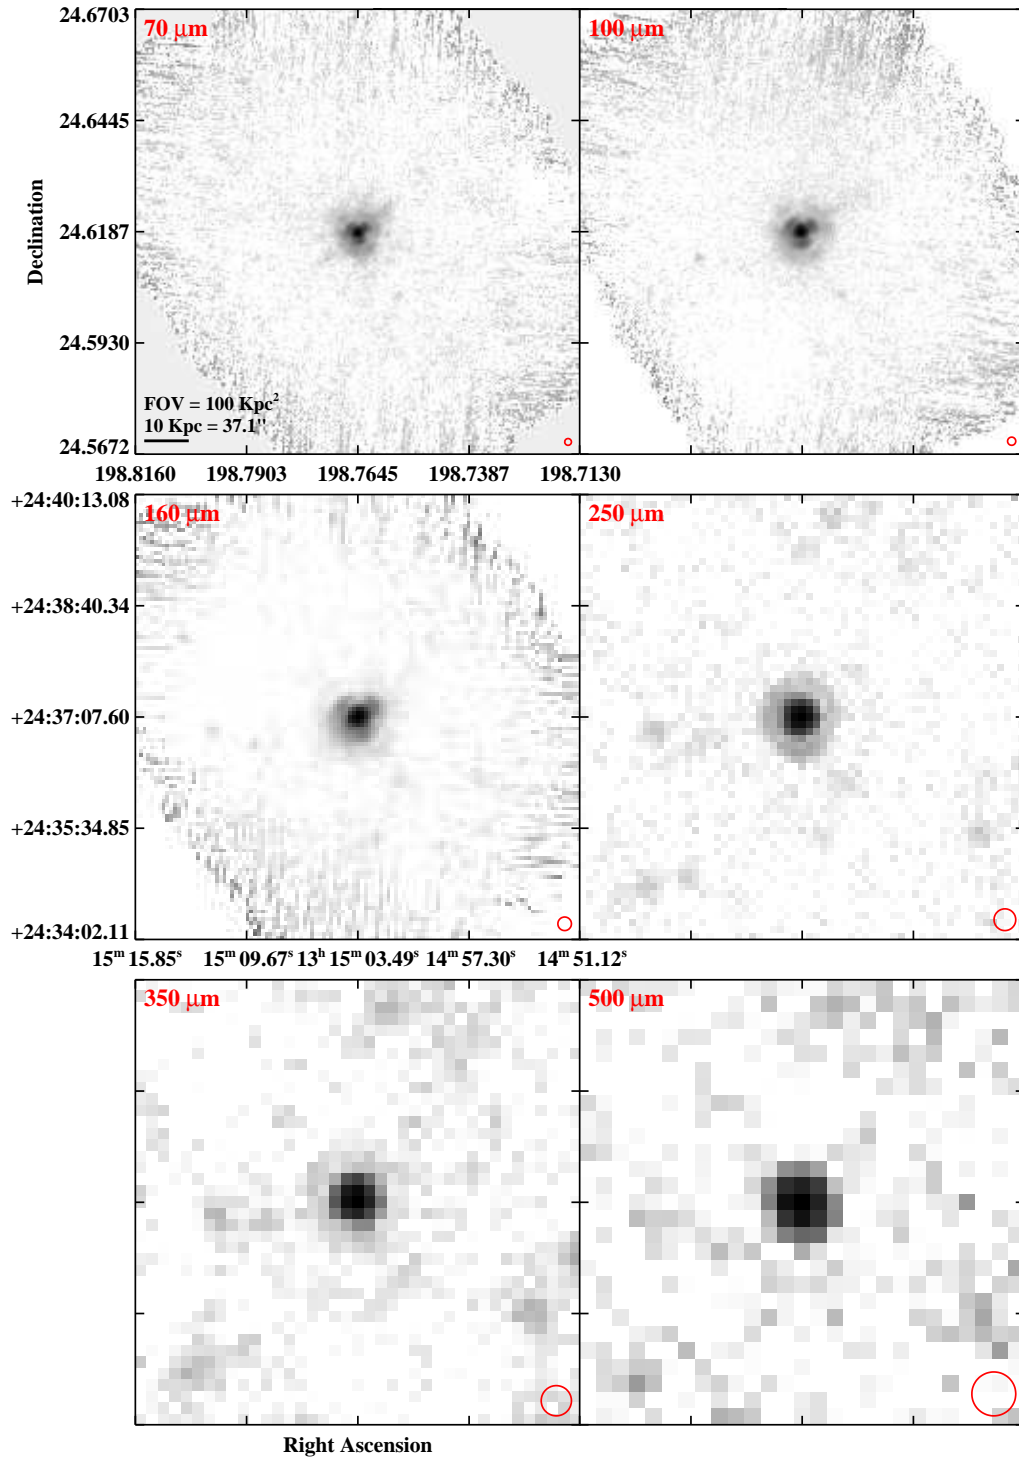 70 μm
100 μm
24.6703
24.6445
24.6187
24.5930
24.5672
Declination
FOV = 100 Kpc²
10 Kpc = 37.1"
198.8160 198.7903 198.7645 198.7387 198.7130
160 μm
250 μm
+24:40:13.08
+24:38:40.34
+24:37:07.60
+24:35:34.85
+24:34:02.11
15ᵐ 15.85ˢ 15ᵐ 09.67ˢ 13ʰ 15ᵐ 03.49ˢ 14ᵐ 57.30ˢ 14ᵐ 51.12ˢ
350 μm
500 μm
Right Ascension